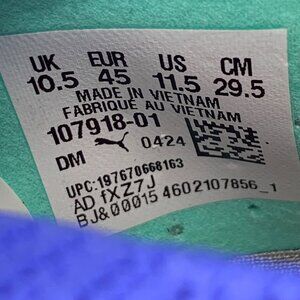 UK EUR US CM
10.5 45 11.5 29.5
MADE IN VIETNAM
FABRIQUÉ AU VIETNAM
107918-01
DM 0424
UPC:197670668163
AD fXZ7J
BJ&00015 4602107856_1